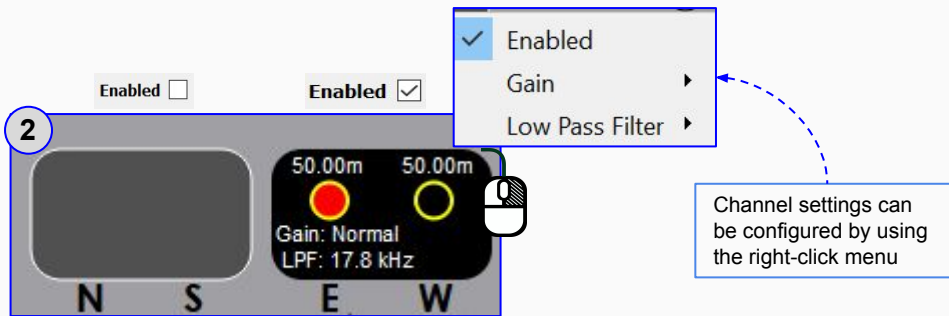 Enabled
Gain
Low Pass Filter
Enabled
Enabled
2
50.00m 50.00m
Gain: Normal
LPF: 17.8 kHz
N S E W
Channel settings can
be configured by using
the right-click menu